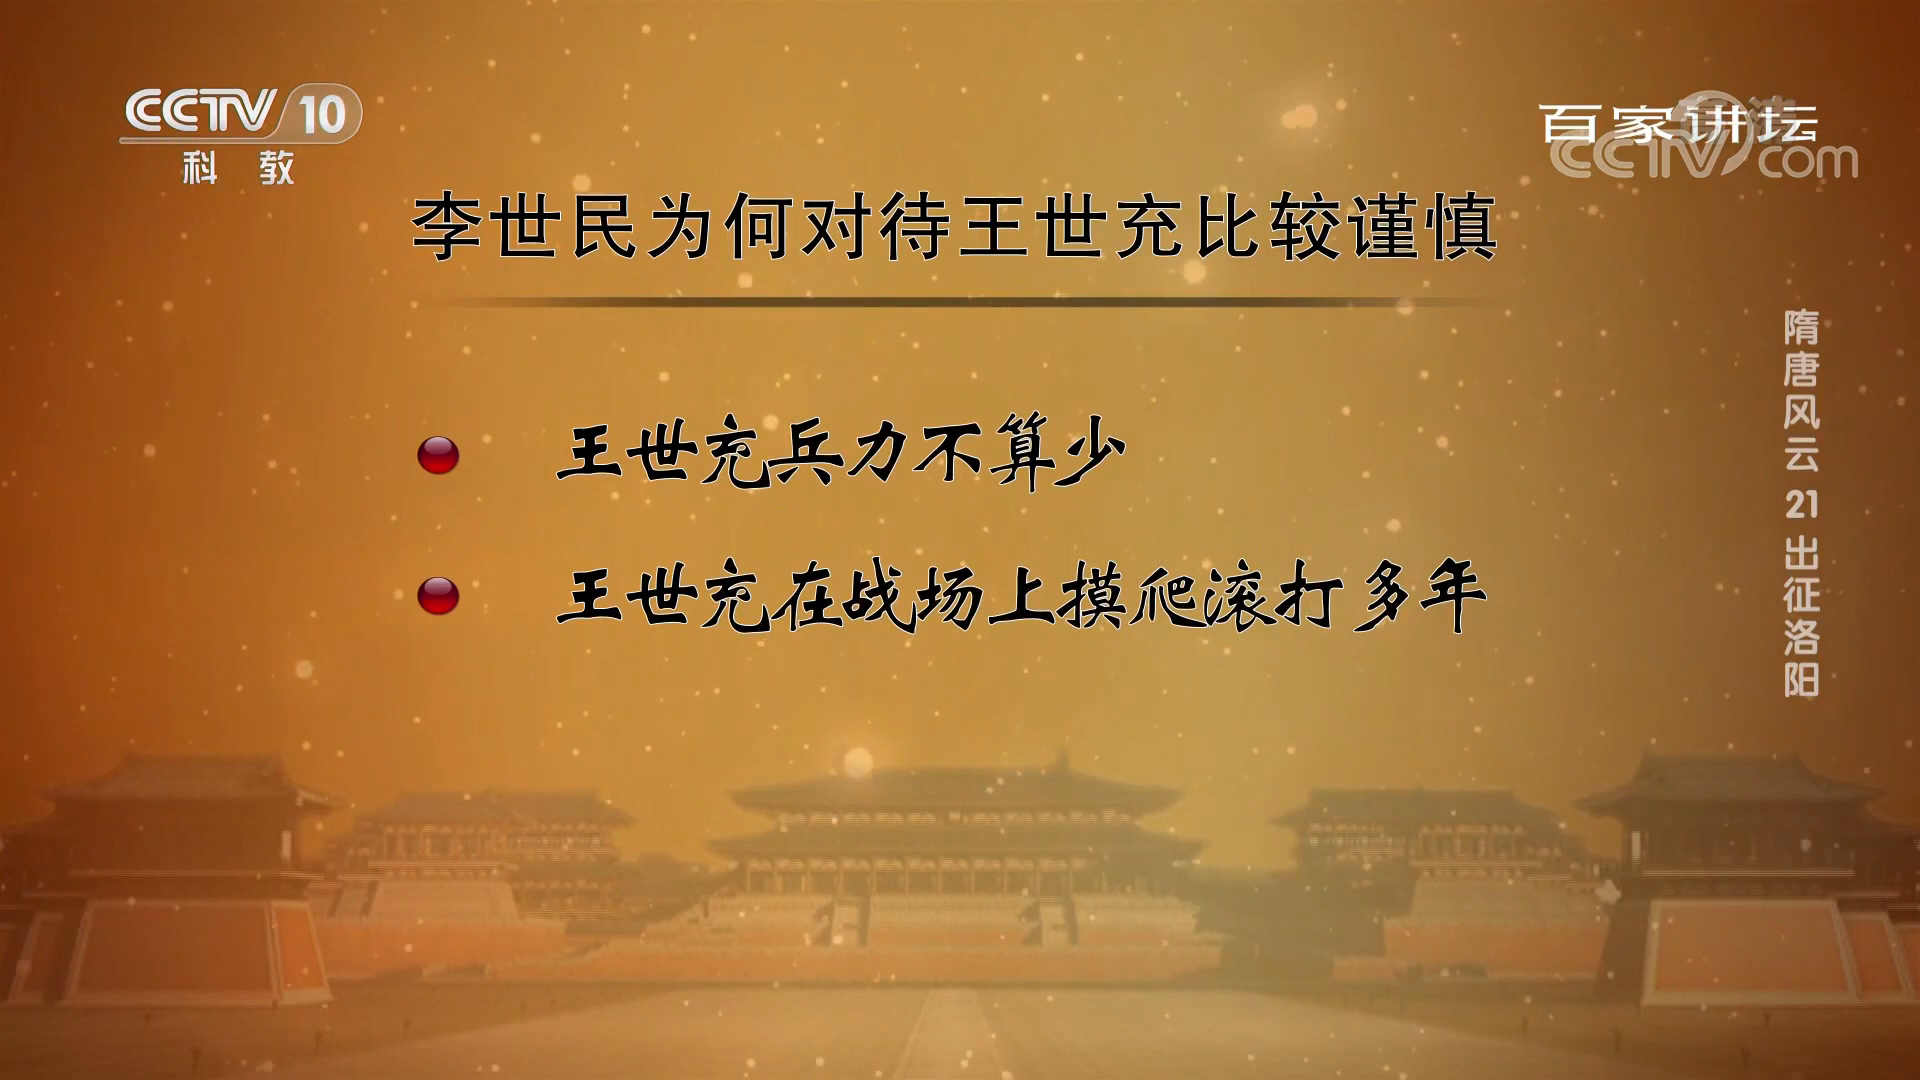 CCTV 10
科 教
百家讲坛
CCTV.com
李世民为何对待王世充比较谨慎
王世充兵力不算少
王世充在战场上摸爬滚打多年
隋唐风云 21 出征洛阳